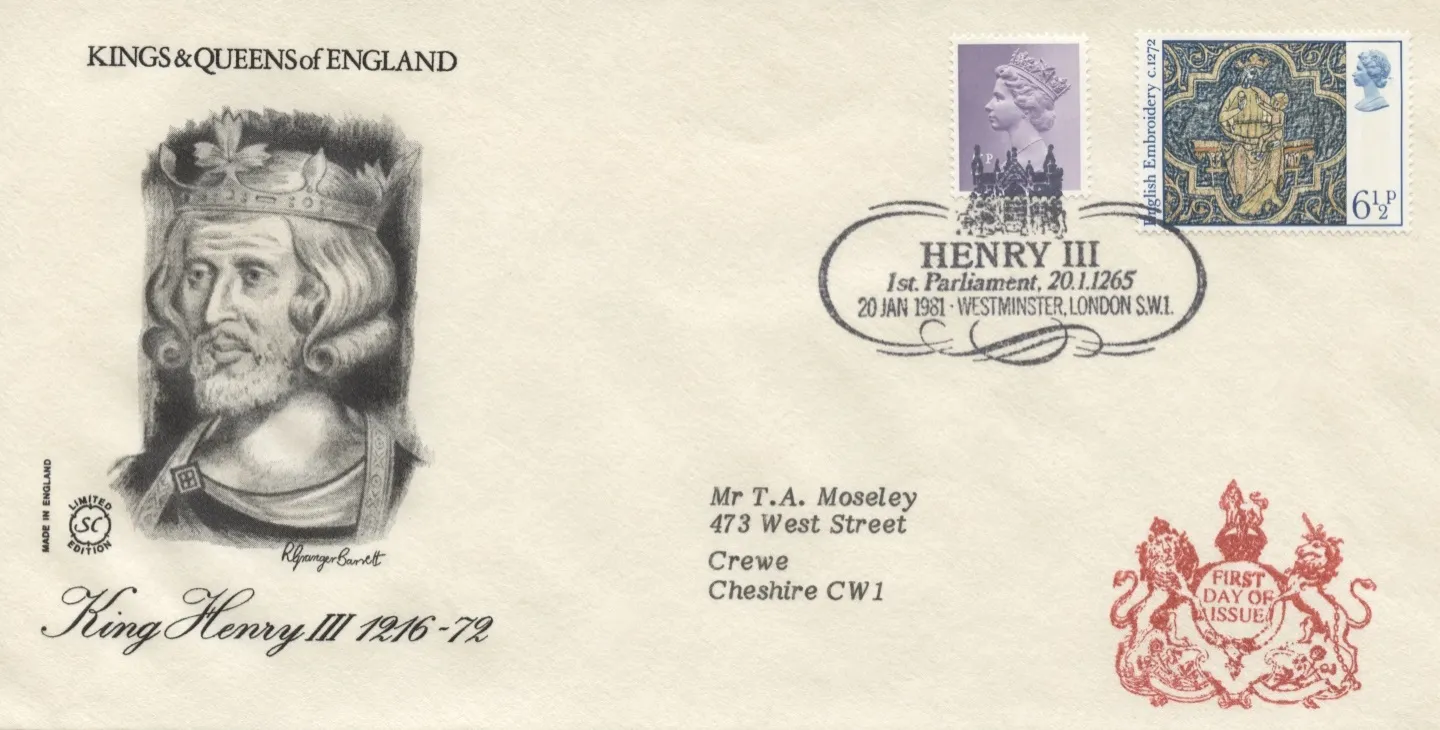 KINGS & QUEENS of ENGLAND
English Embroidery c.1272
6½P
P
HENRY III
1st. Parliament, 20.1.1265
20 JAN 1981 · WESTMINSTER, LONDON S.W.1.
Mr T.A. Moseley
473 West Street
Crewe
Cheshire CW1
MADE IN ENGLAND
LIMITED
SC
EDITION
R Granger Barrett
King Henry III 1216-72
FIRST
DAY OF
ISSUE